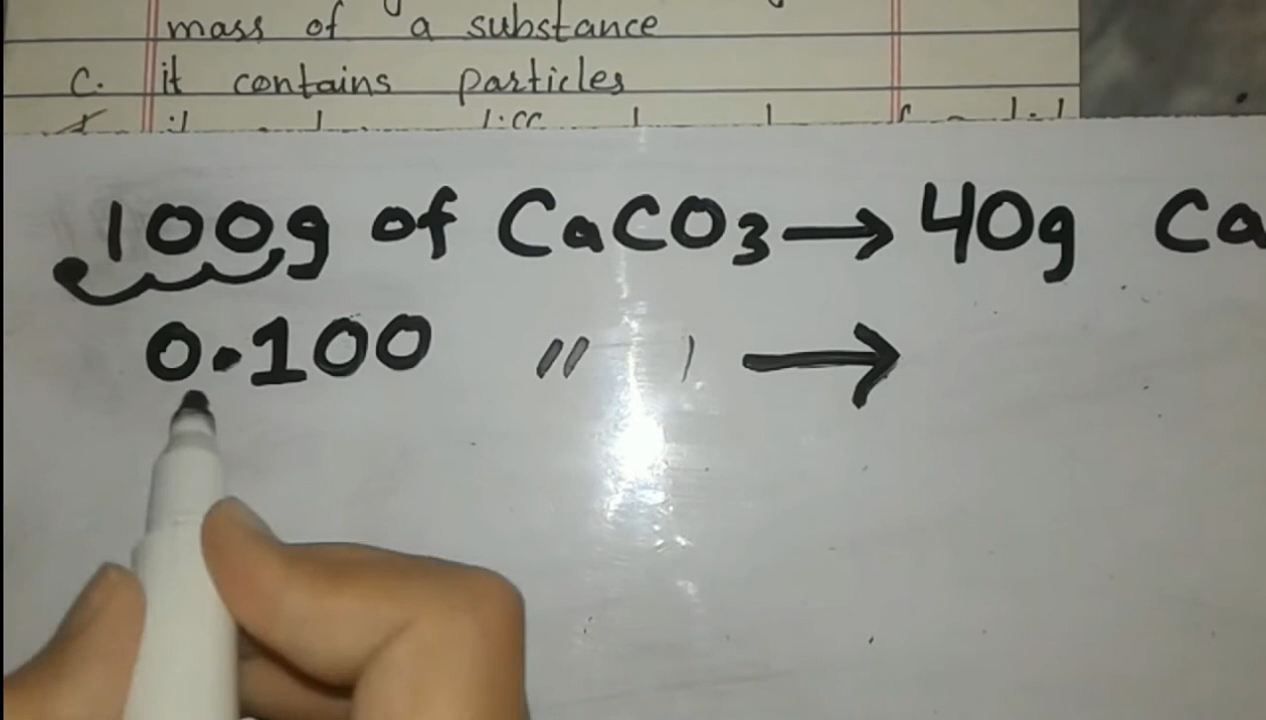 mass of a substance
c. it contains particles
100g of CaCO3 → 40g Ca
0.100 " →